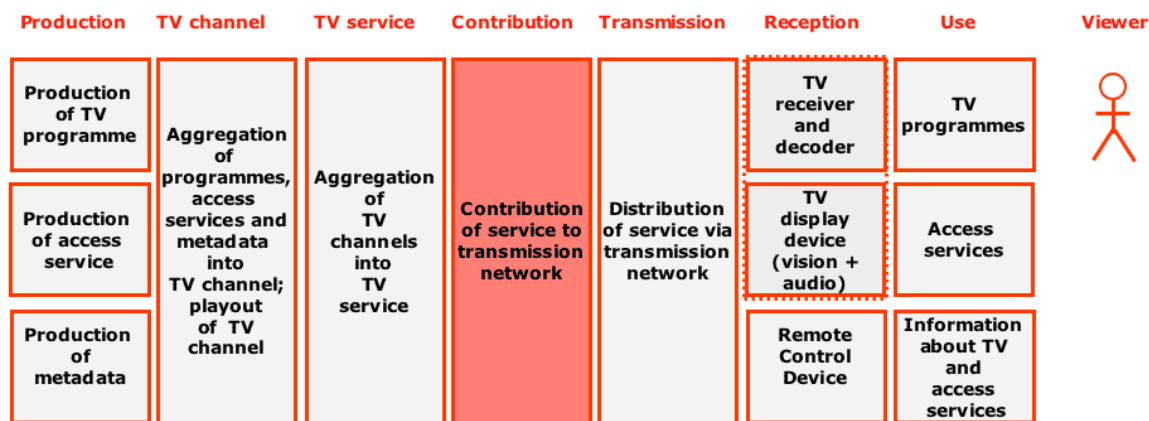 Production
TV channel
TV service
Contribution
Transmission
Reception
Use
Viewer
Production
of TV
programme
Production
of access
service
Production
of
metadata
Aggregation
of
programmes,
access
services and
metadata
into
TV channel;
playout
of TV
channel
Aggregation
of
TV
channels
into
TV
service
Contribution
of service to
transmission
network
Distribution
of service via
transmission
network
TV
receiver
and
decoder
TV
display
device
(vision +
audio)
Remote
Control
Device
TV
programmes
Access
services
Information
about TV
and
access
services